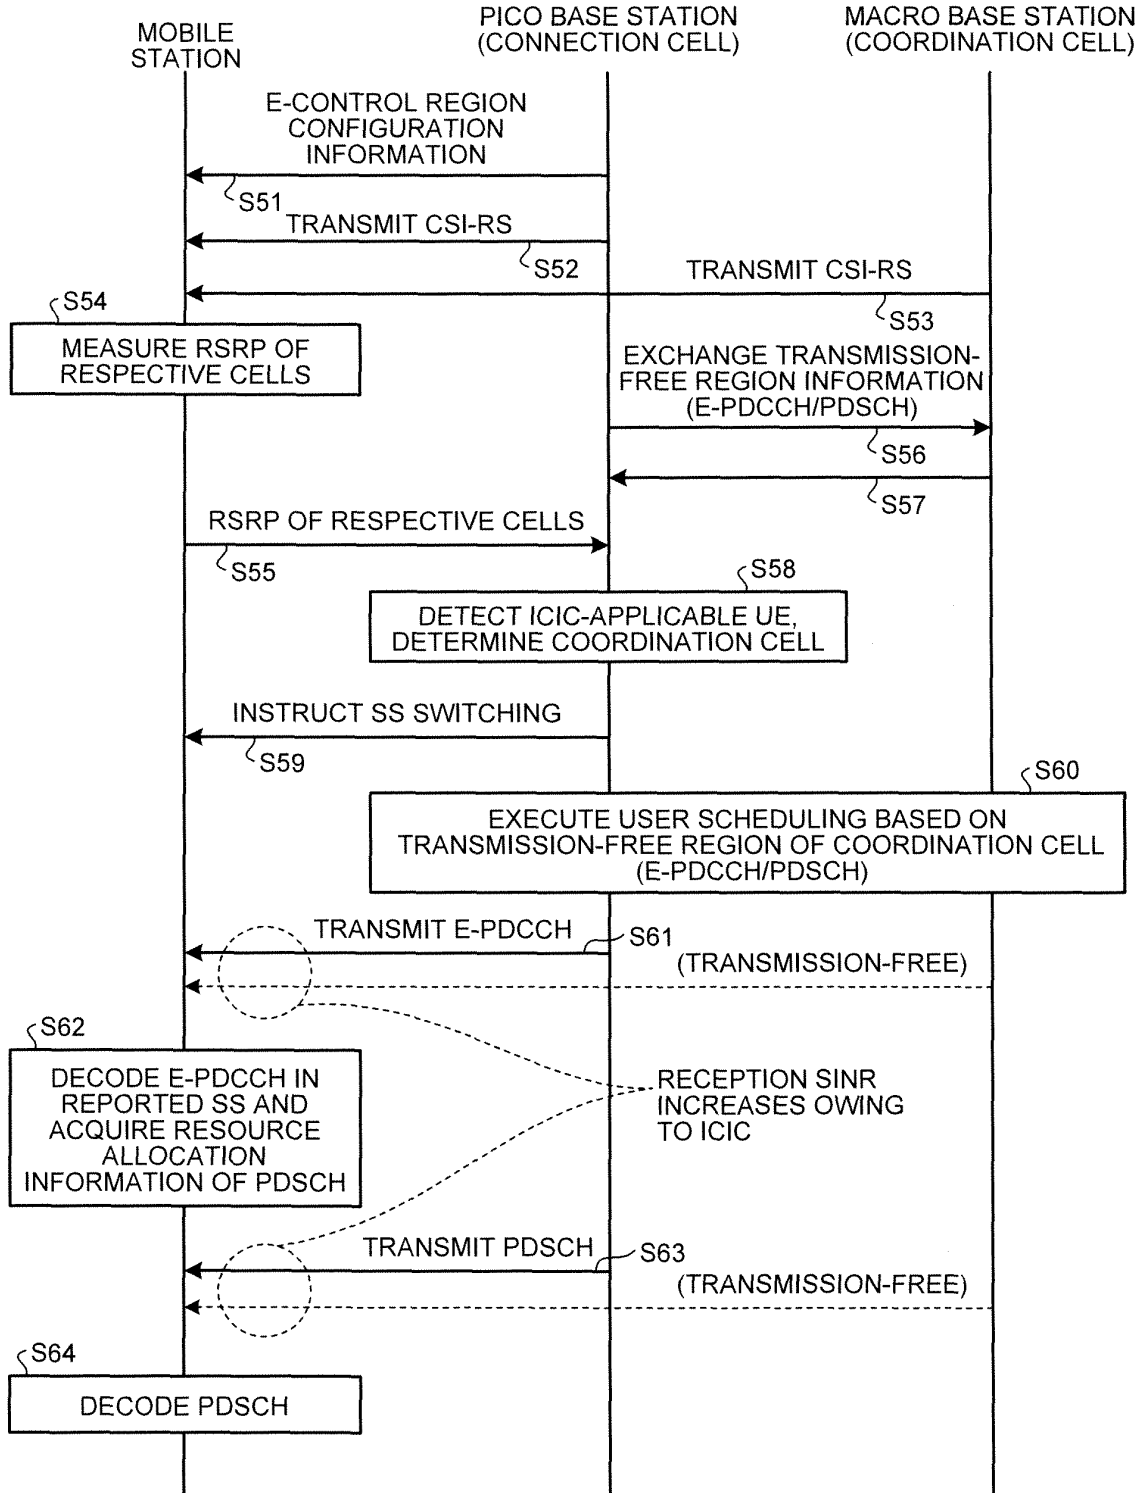 MOBILE
STATION
PICO BASE STATION
(CONNECTION CELL)
MACRO BASE STATION
(COORDINATION CELL)
E-CONTROL REGION
CONFIGURATION
INFORMATION
S51
TRANSMIT CSI-RS
S52
TRANSMIT CSI-RS
S53
S54
MEASURE RSRP OF
RESPECTIVE CELLS
EXCHANGE TRANSMISSION-
FREE REGION INFORMATION
(E-PDCCH/PDSCH)
S56
S57
RSRP OF RESPECTIVE CELLS
S55
S58
DETECT ICIC-APPLICABLE UE,
DETERMINE COORDINATION CELL
INSTRUCT SS SWITCHING
S59
S60
EXECUTE USER SCHEDULING BASED ON
TRANSMISSION-FREE REGION OF COORDINATION CELL
(E-PDCCH/PDSCH)
TRANSMIT E-PDCCH
S61
(TRANSMISSION-FREE)
S62
DECODE E-PDCCH IN
REPORTED SS AND
ACQUIRE RESOURCE
ALLOCATION
INFORMATION OF PDSCH
RECEPTION SINR
INCREASES OWING
TO ICIC
TRANSMIT PDSCH
S63
(TRANSMISSION-FREE)
S64
DECODE PDSCH